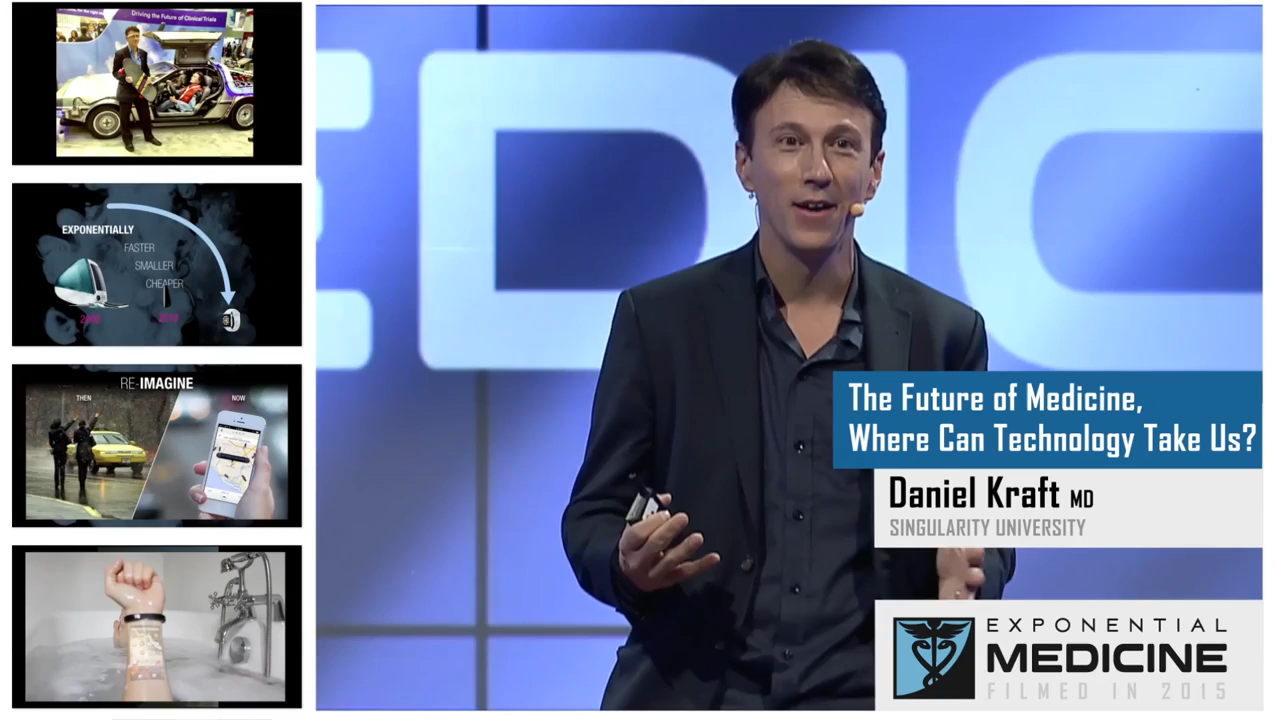 Driving the Future of Clinical Trials
EXPONENTIALLY
FASTER
SMALLER
CHEAPER
RE-IMAGINE
THEN
NOW
EDIC
The Future of Medicine,
Where Can Technology Take Us?
Daniel Kraft MD
SINGULARITY UNIVERSITY
EXPONENTIAL
MEDICINE
FILMED IN 2015